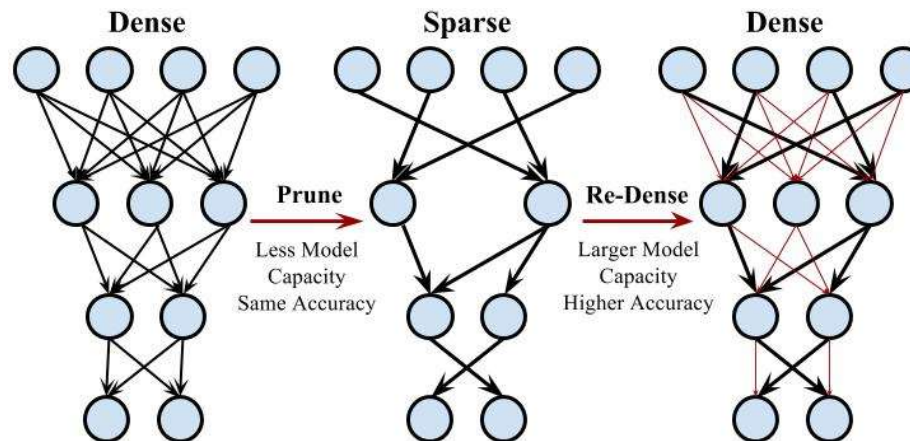 Dense
Sparse
Dense
Prune
Less Model
Capacity
Same Accuracy
Re-Dense
Larger Model
Capacity
Higher Accuracy